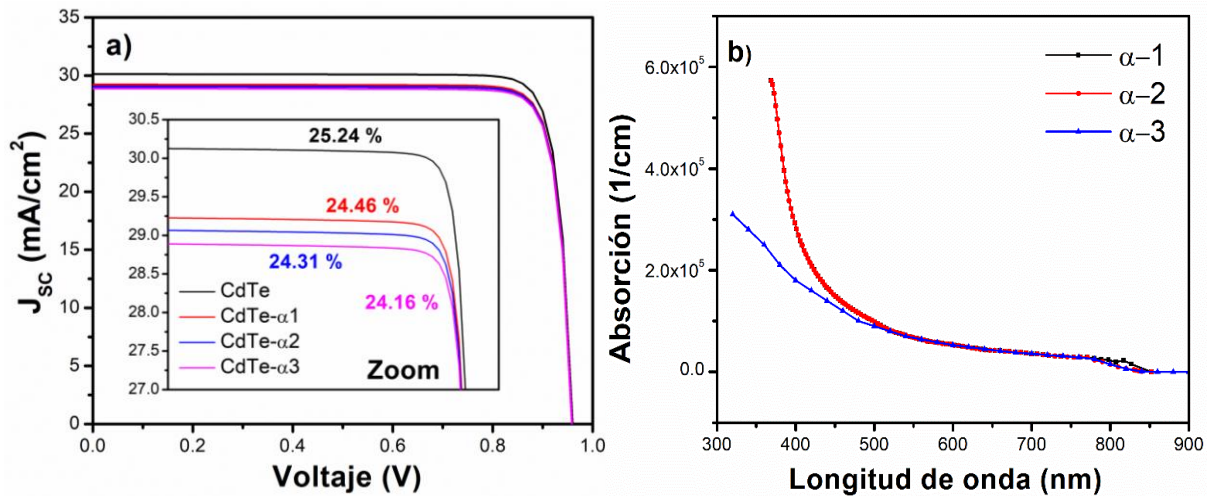 a)
35
30
25
20
15
10
5
0
J_SC (mA/cm²)
0.0 0.2 0.4 0.6 0.8 1.0
Voltaje (V)
30.5
30.0
29.5
29.0
28.5
28.0
27.5
27.0
25.24 %
24.46 %
24.31 %
24.16 %
CdTe
CdTe-α1
CdTe-α2
CdTe-α3
Zoom
b)
α−1
α−2
α−3
6.0x10⁵
4.0x10⁵
2.0x10⁵
0.0
Absorción (1/cm)
300 400 500 600 700 800 900
Longitud de onda (nm)